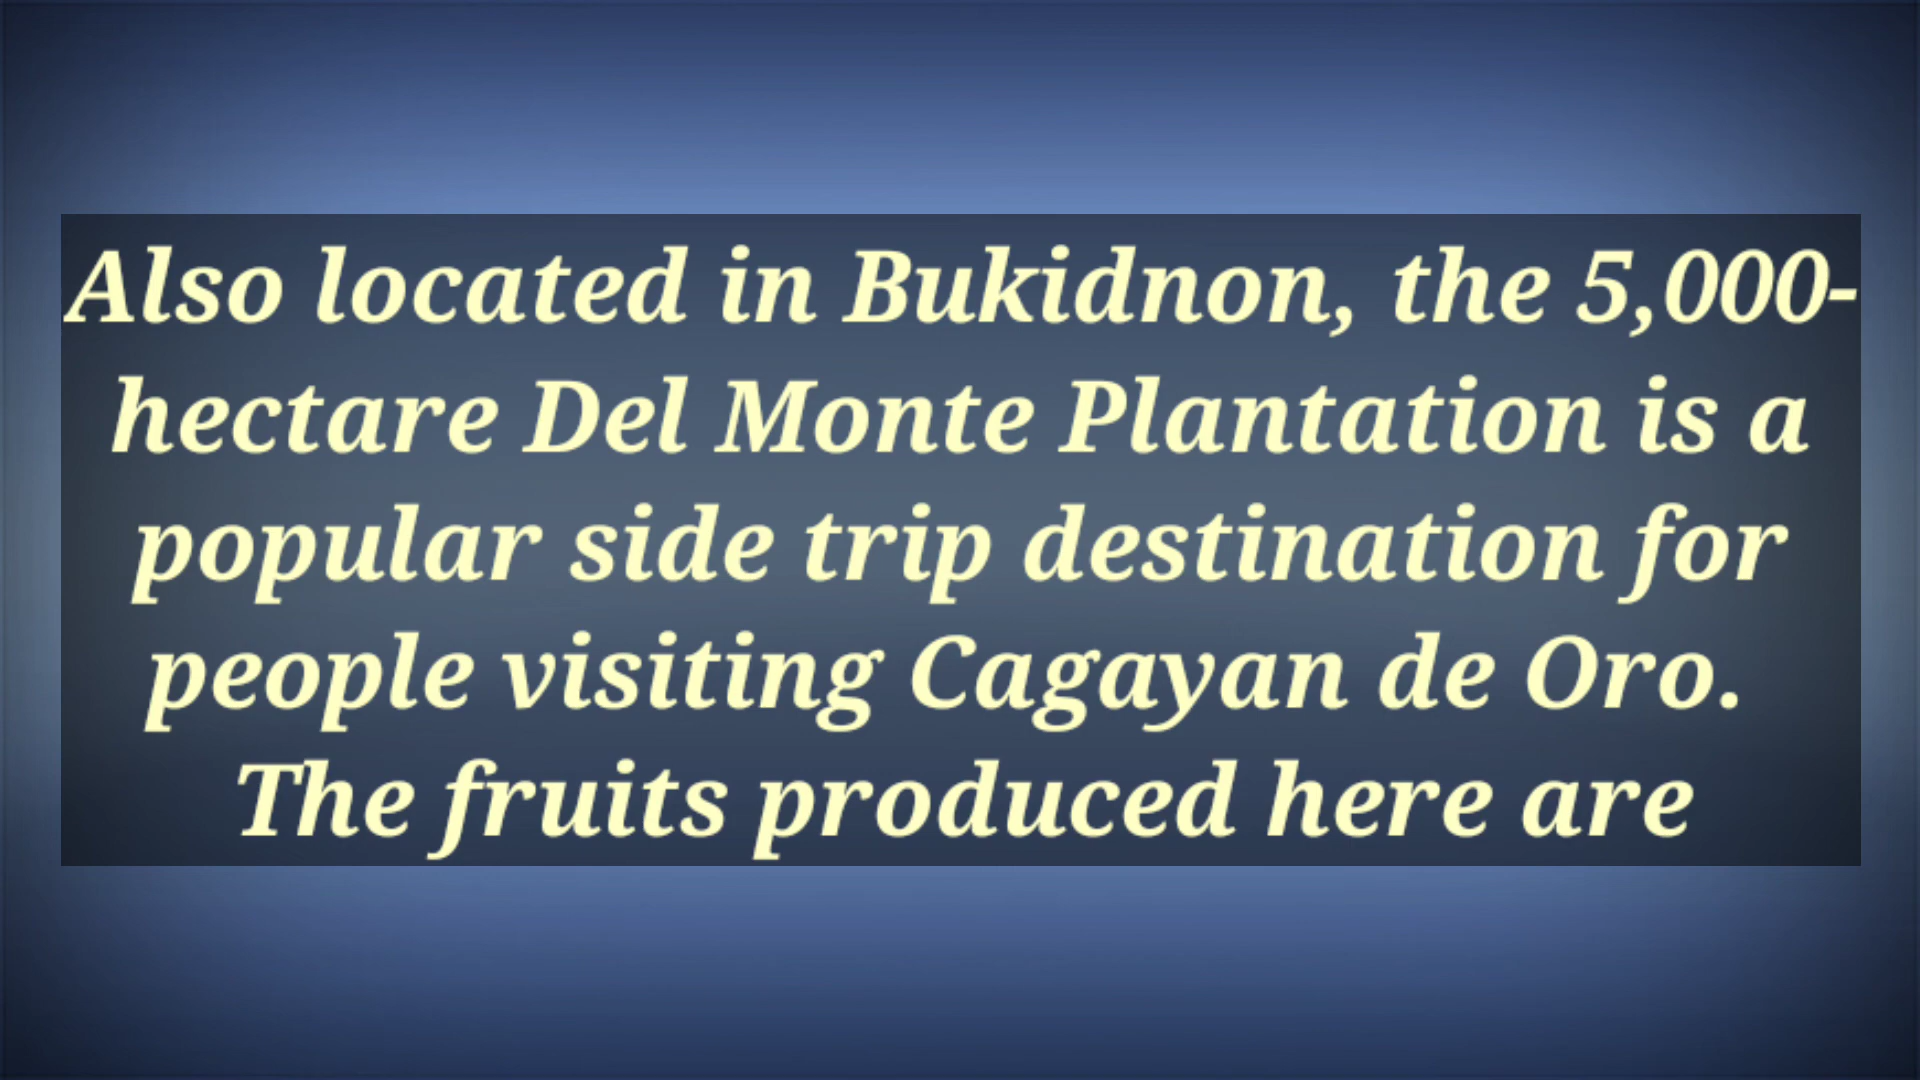 Also located in Bukidnon, the 5,000-
hectare Del Monte Plantation is a
popular side trip destination for
people visiting Cagayan de Oro.
The fruits produced here are